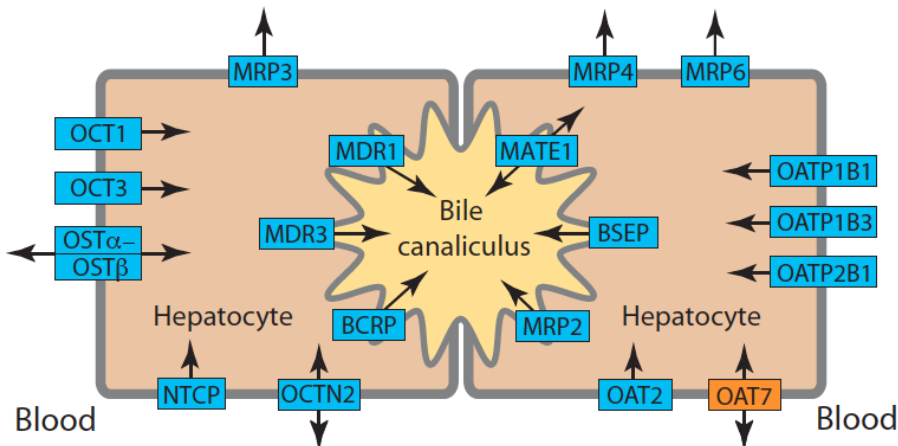 MRP3
MRP4
MRP6
OCT1
MDR1
MATE1
OATP1B1
OCT3
Bile
canaliculus
OATP1B3
OSTα–
OSTβ
MDR3
BSEP
OATP2B1
Hepatocyte
BCRP
MRP2
Hepatocyte
NTCP
OCTN2
OAT2
OAT7
Blood
Blood